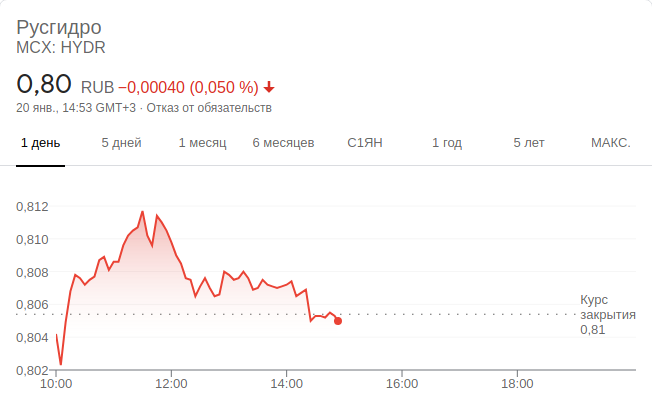 Русгидро
MCX: HYDR
0,80 RUB −0,00040 (0,050 %)
20 янв., 14:53 GMT+3 · Отказ от обязательств
1 день 5 дней 1 месяц 6 месяцев С1ЯН 1 год 5 лет МАКС.
0,812
0,810
0,808
0,806
0,804
0,802
Курс
закрытия
0,81
10:00 12:00 14:00 16:00 18:00